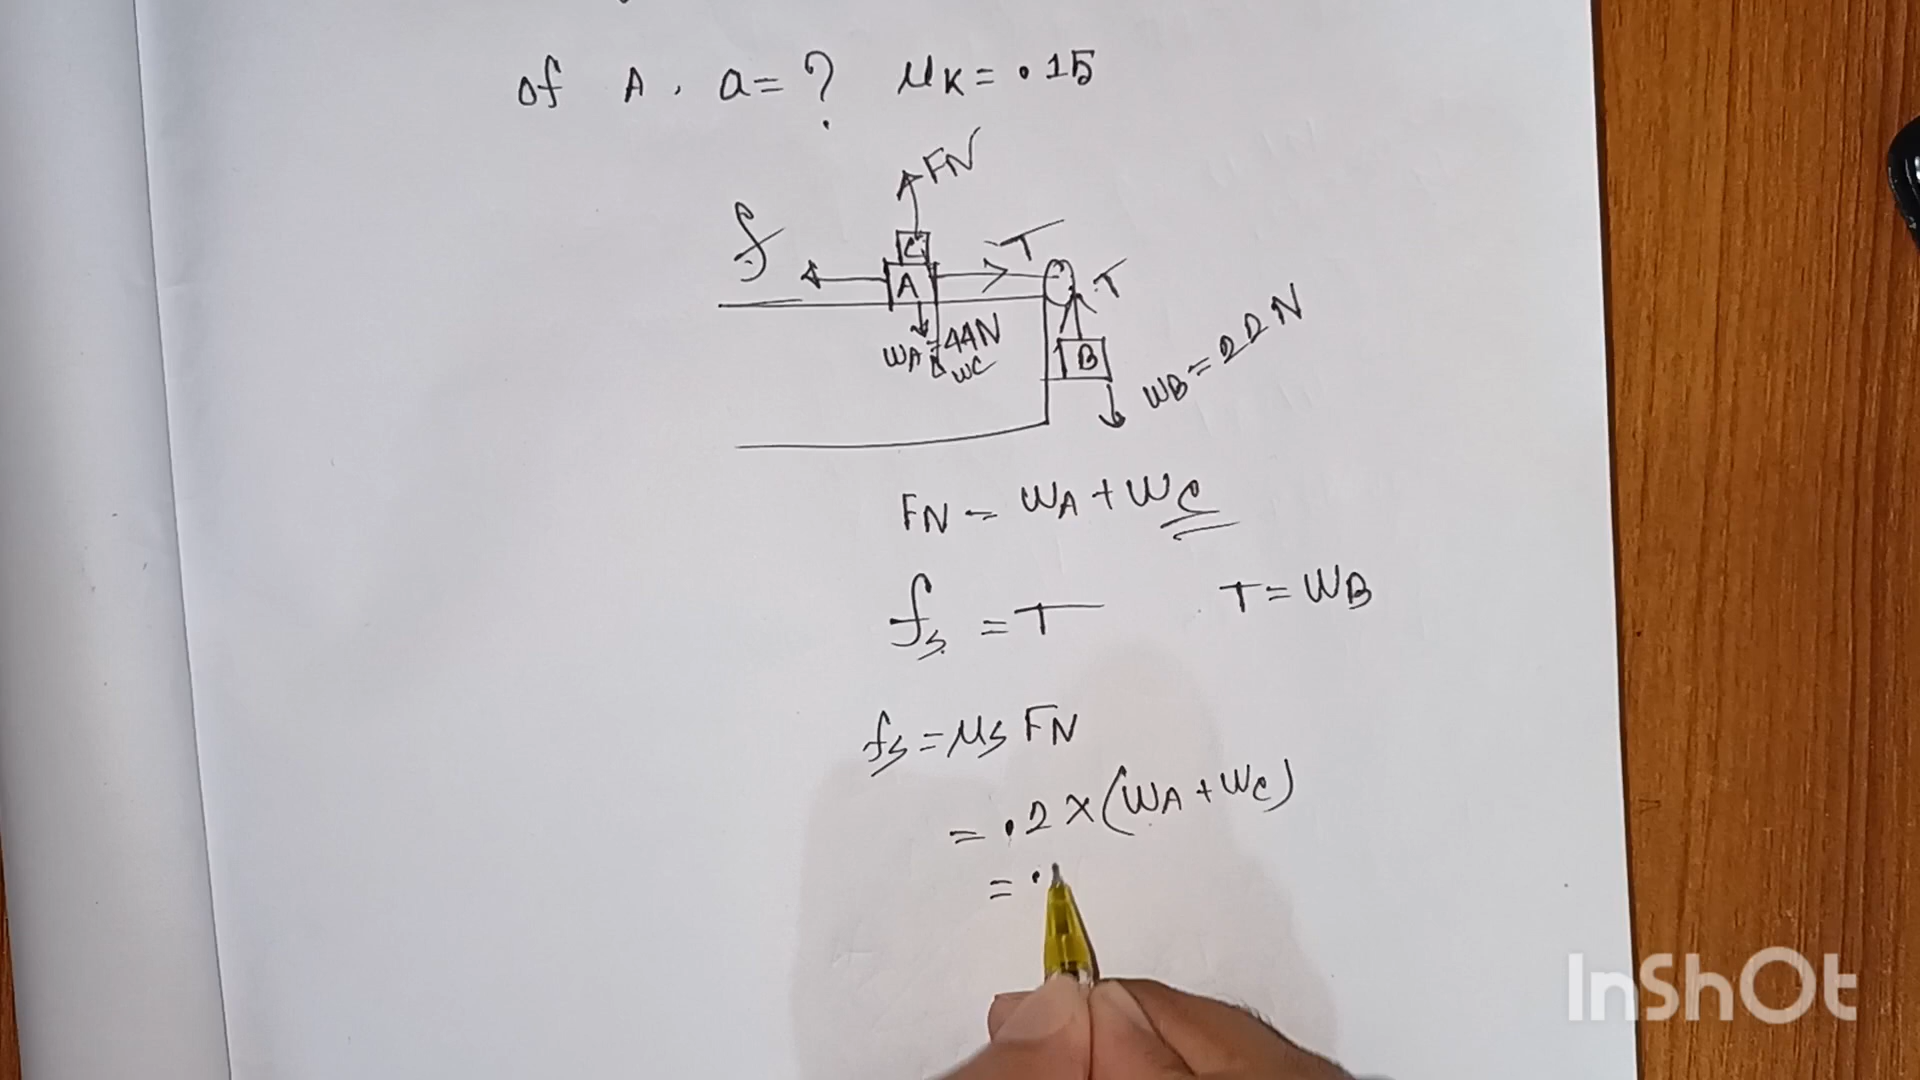 of A, a=? μK=.15
FN
f
T
C
A
T
WA=44N
WC
B
WB=22N
FN=WA+WC
fs=T T=WB
fs=μs FN
=.2×(WA+WC)
=.
InShOt